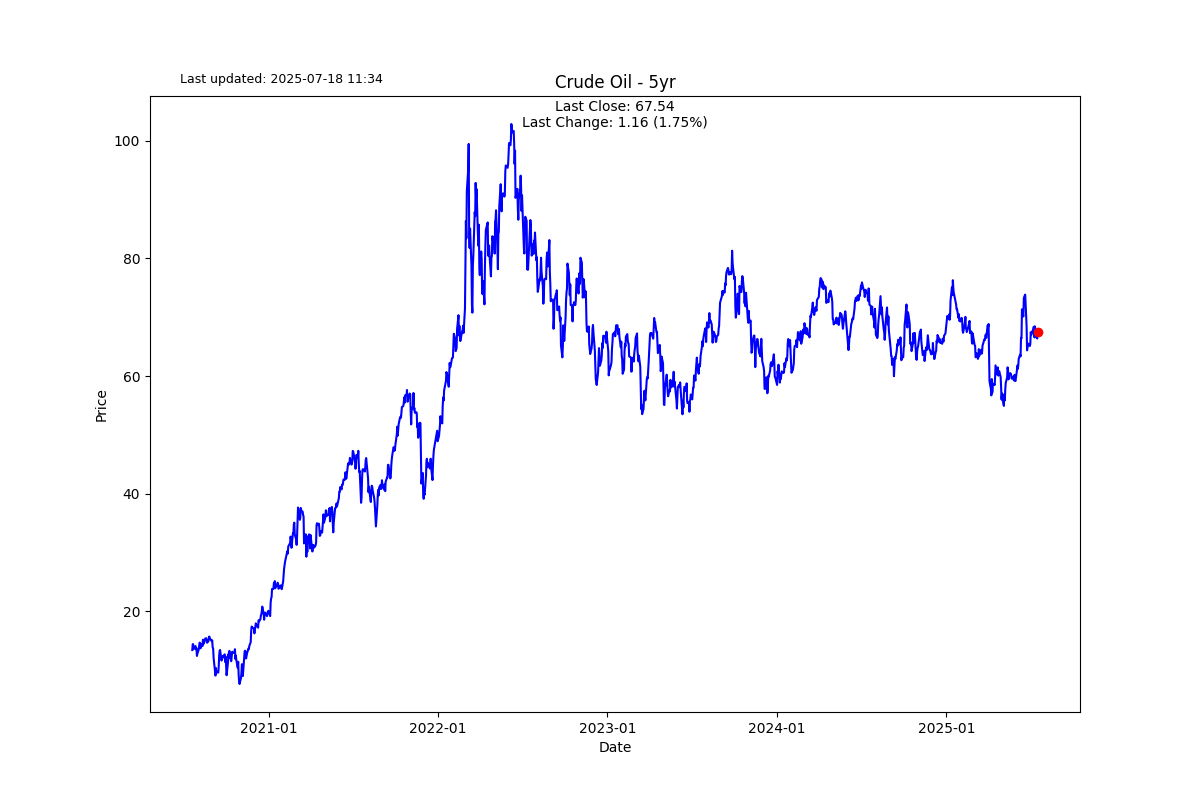 Last updated: 2025-07-18 11:34
Crude Oil - 5yr
Last Close: 67.54
Last Change: 1.16 (1.75%)
100
80
60
40
20
Price
2021-01
2022-01
2023-01
2024-01
2025-01
Date